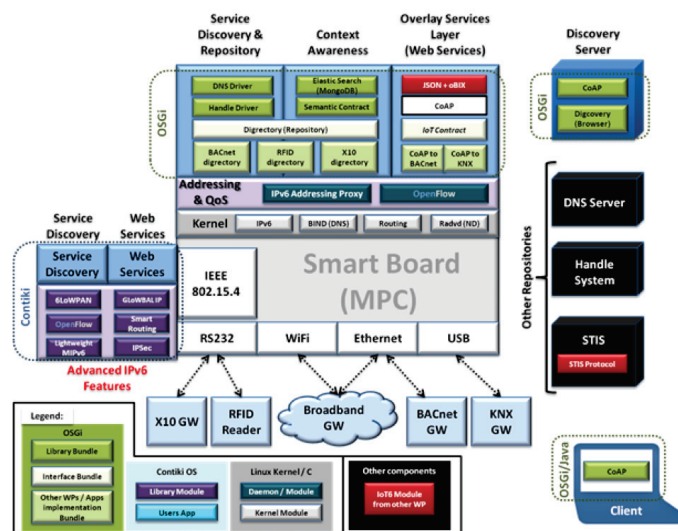 Service
Discovery &
Repository
Context
Awareness
Overlay Services
Layer
(Web Services)
Discovery
Server
OSGi
DNS Driver
Handle Driver
Elastic Search
(MongoDB)
Semantic Contract
JSON + oBIX
CoAP
Digrectory (Repository)
IoT Contract
BACnet
digrectory
RFID
digrectory
X10
digrectory
CoAP to
BACnet
CoAP to
KNX
OSGi
CoAP
Digcovery
(Browser)
Addressing
& QoS
IPv6 Addressing Proxy
OpenFlow
Kernel
IPv6
BIND (DNS)
Routing
Radvd (ND)
Service
Discovery
Web
Services
Contiki
Service
Discovery
Web
Services
6LoWPAN
GLoWBAL IP
OpenFlow
Smart
Routing
Lightweight
MIPv6
IPSec
Advanced IPv6
Features
IEEE
802.15.4
Smart Board
(MPC)
RS232
WiFi
Ethernet
USB
Other Repositories
DNS Server
Handle
System
STIS
STIS Protocol
X10 GW
RFID
Reader
Broadband
GW
BACnet
GW
KNX
GW
Legend:
OSGi
Library Bundle
Interface Bundle
Other WPs / Apps
implementation
Bundle
Contiki OS
Library Module
Users App
Linux Kernel / C
Daemon / Module
Kernel Module
Other components
IoT6 Module
from other WP
OSGi/Java
CoAP
Client